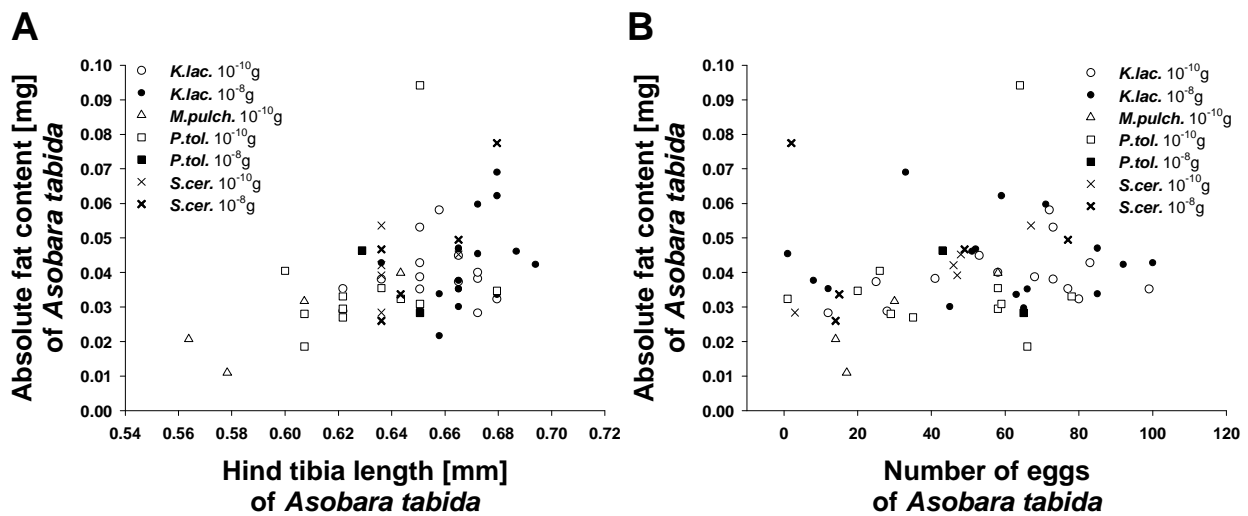 A
Absolute fat content [mg]
of Asobara tabida
0.10
0.09
0.08
0.07
0.06
0.05
0.04
0.03
0.02
0.01
0.00
K.lac. 10⁻¹⁰g
K.lac. 10⁻⁸g
M.pulch. 10⁻¹⁰g
P.tol. 10⁻¹⁰g
P.tol. 10⁻⁸g
S.cer. 10⁻¹⁰g
S.cer. 10⁻⁸g
0.54 0.56 0.58 0.60 0.62 0.64 0.66 0.68 0.70 0.72
Hind tibia length [mm]
of Asobara tabida
B
Absolute fat content [mg]
of Asobara tabida
0.10
0.09
0.08
0.07
0.06
0.05
0.04
0.03
0.02
0.01
0.00
K.lac. 10⁻¹⁰g
K.lac. 10⁻⁸g
M.pulch. 10⁻¹⁰g
P.tol. 10⁻¹⁰g
P.tol. 10⁻⁸g
S.cer. 10⁻¹⁰g
S.cer. 10⁻⁸g
0 20 40 60 80 100 120
Number of eggs
of Asobara tabida